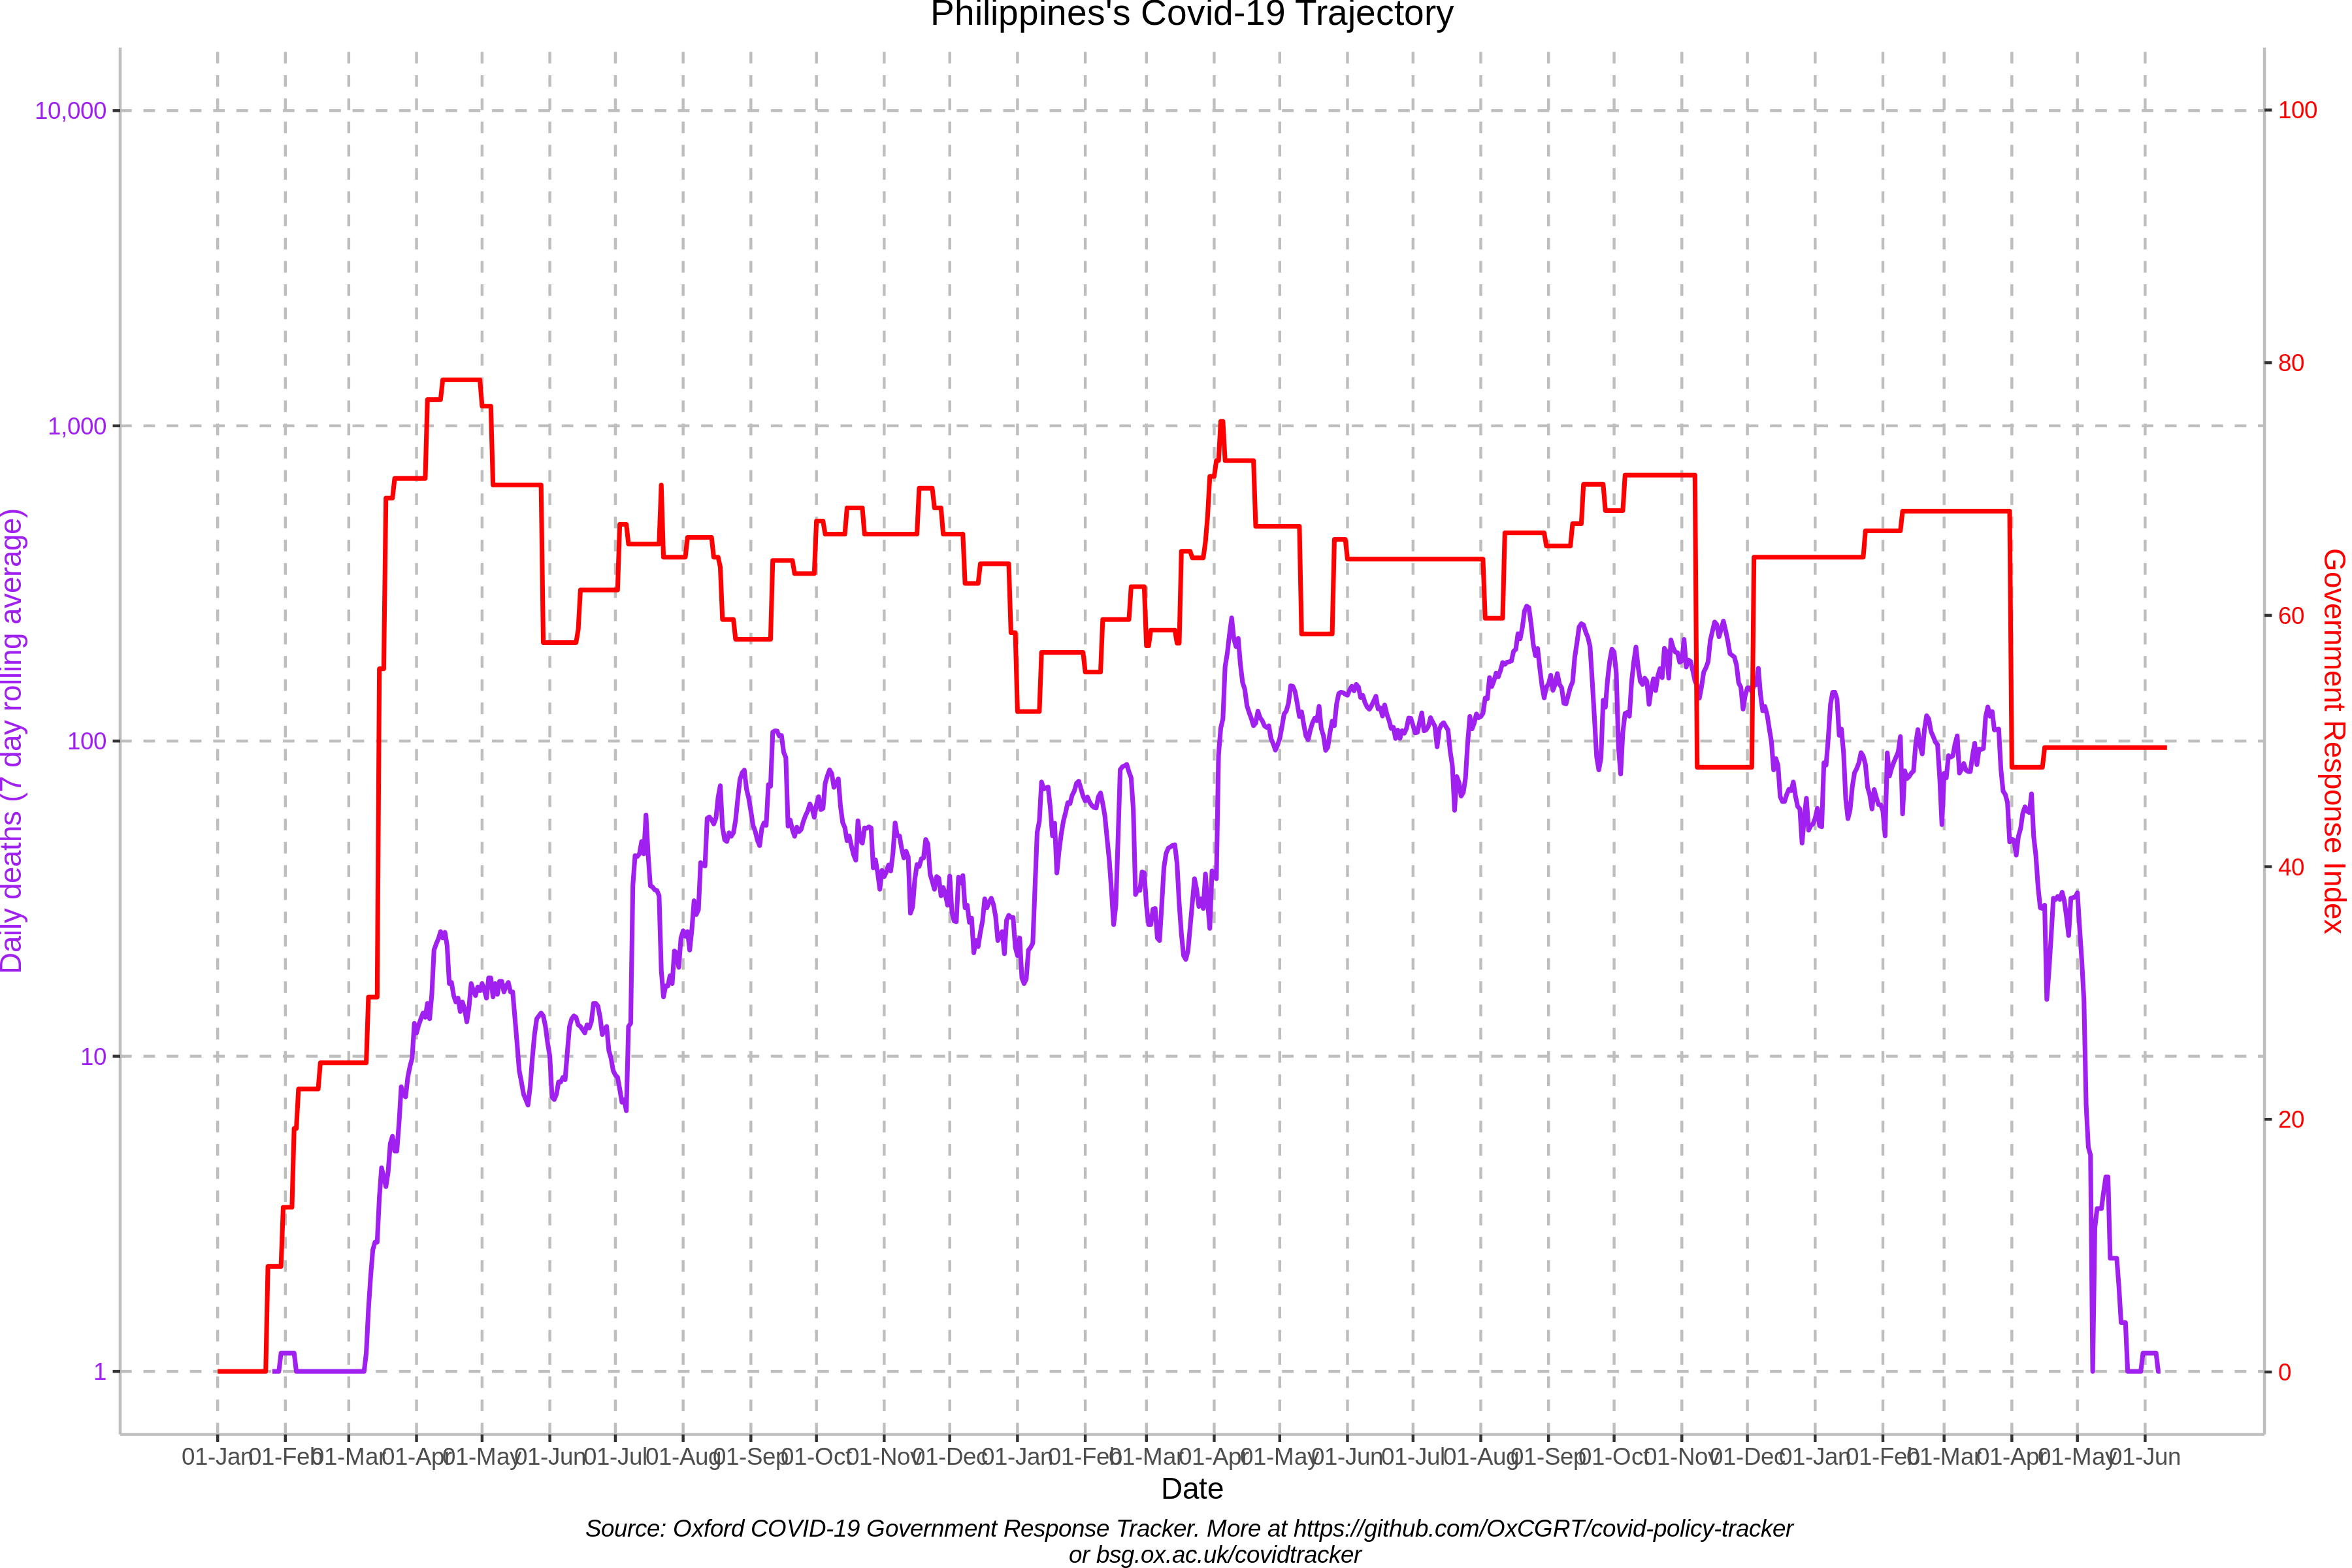 Philippines's Covid-19 Trajectory
10,000
1,000
100
10
1
Daily deaths (7 day rolling average)
100
80
60
40
20
0
Government Response Index
01-Jan 01-Feb 01-Mar 01-Apr 01-May 01-Jun 01-Jul 01-Aug 01-Sep 01-Oct 01-Nov 01-Dec 01-Jan 01-Feb 01-Mar 01-Apr 01-May 01-Jun 01-Jul 01-Aug 01-Sep 01-Oct 01-Nov 01-Dec 01-Jan 01-Feb 01-Mar 01-Apr 01-May 01-Jun
Date
Source: Oxford COVID-19 Government Response Tracker. More at https://github.com/OxCGRT/covid-policy-tracker
or bsg.ox.ac.uk/covidtracker